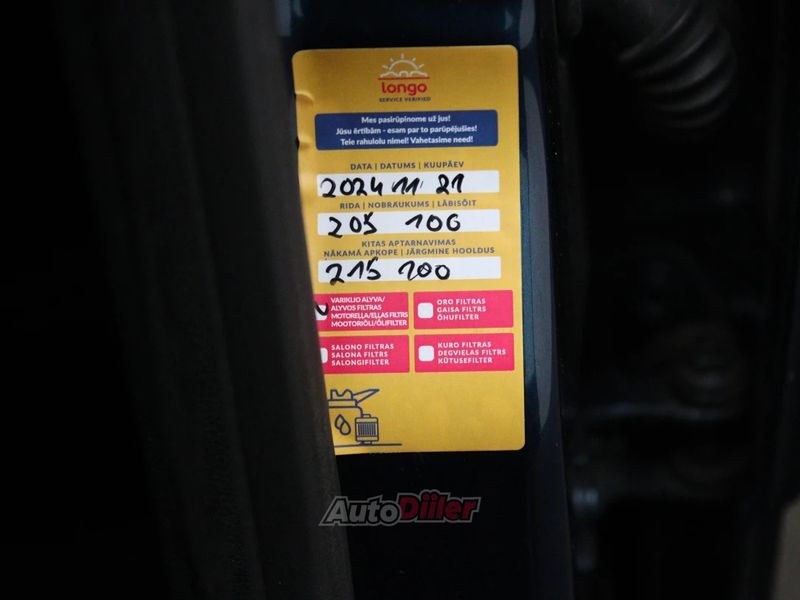 longo
SERVICE VERIFIED
Mes pasirūpinome už jus!
Jūsu ērtībām - esam par to parūpējušies!
Teie rahulolu nimel! Vahetasime need!
DATA | DATUMS | KUUPÄEV
2024 11 21
RIDA | NOBRAUKUMS | LÄBISÕIT
205 106
KITAS APTARNAVIMAS
NĀKAMĀ APKOPE | JÄRGMINE HOOLDUS
215 100
VARIKLIO ALYVA/
ALYVOS FILTRAS
MOTOREĻĻA/EĻĻAS FILTRS
MOOTORIÕLI/ÕLIFILTER
ORO FILTRAS
GAISA FILTRS
ÕHUFILTER
SALONO FILTRAS
SALONA FILTRS
SALONGIFILTER
KURO FILTRAS
DEGVIELAS FILTRS
KÜTUSEFILTER
AutoDiiler